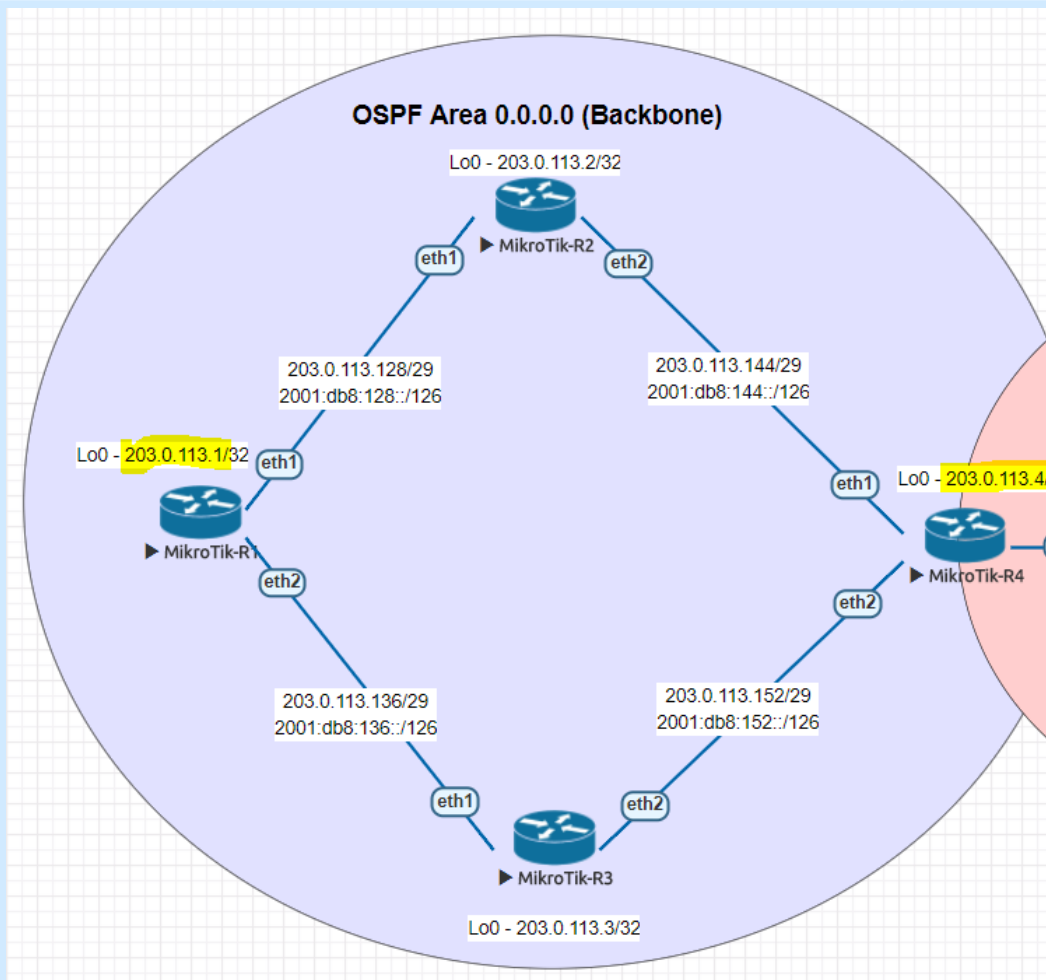 OSPF Area 0.0.0.0 (Backbone)
Lo0 - 203.0.113.2/32
MikroTik-R2
eth1
eth2
203.0.113.128/29
2001:db8:128::/126
203.0.113.144/29
2001:db8:144::/126
Lo0 - 203.0.113.1/32
eth1
MikroTik-R1
eth2
eth1
Lo0 - 203.0.113.4/
MikroTik-R4
eth2
203.0.113.136/29
2001:db8:136::/126
203.0.113.152/29
2001:db8:152::/126
eth1
eth2
MikroTik-R3
Lo0 - 203.0.113.3/32